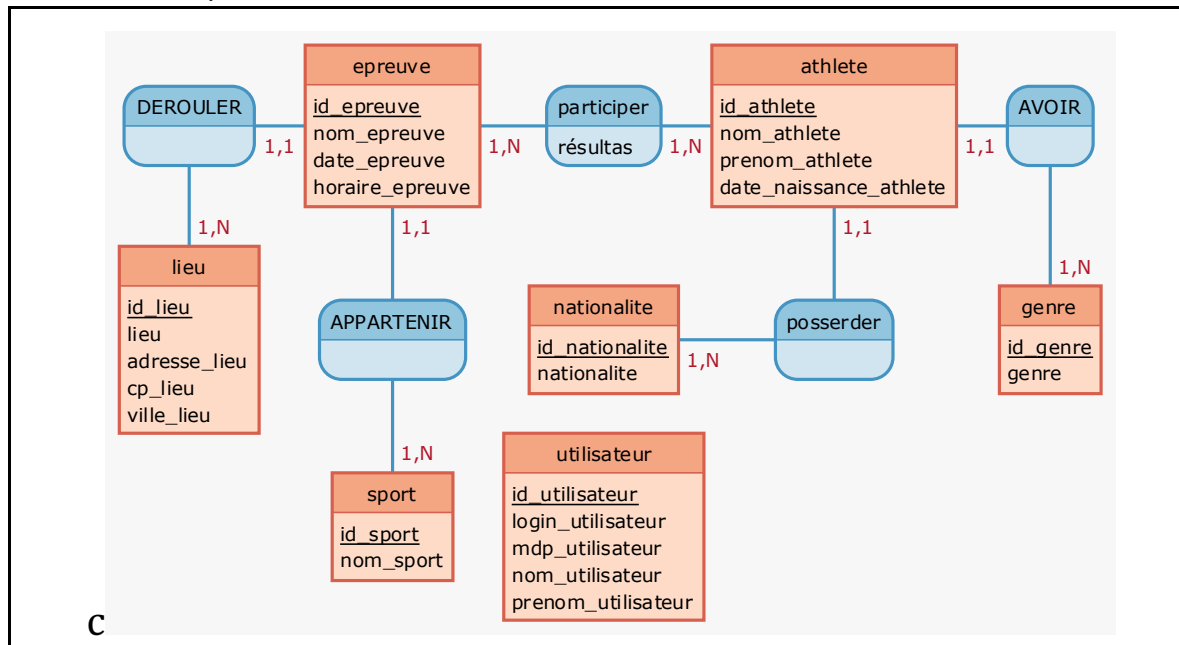 epreuve
id_epreuve
nom_epreuve
date_epreuve
horaire_epreuve
athlete
id_athlete
nom_athlete
prenom_athlete
date_naissance_athlete
DEROULER
participer
résultas
AVOIR
1,1
1,N
1,N
1,1
1,N
1,1
1,1
1,N
lieu
id_lieu
lieu
adresse_lieu
cp_lieu
ville_lieu
APPARTENIR
nationalite
id_nationalite
nationalite
1,N
posserder
genre
id_genre
genre
1,N
sport
id_sport
nom_sport
utilisateur
id_utilisateur
login_utilisateur
mdp_utilisateur
nom_utilisateur
prenom_utilisateur
c